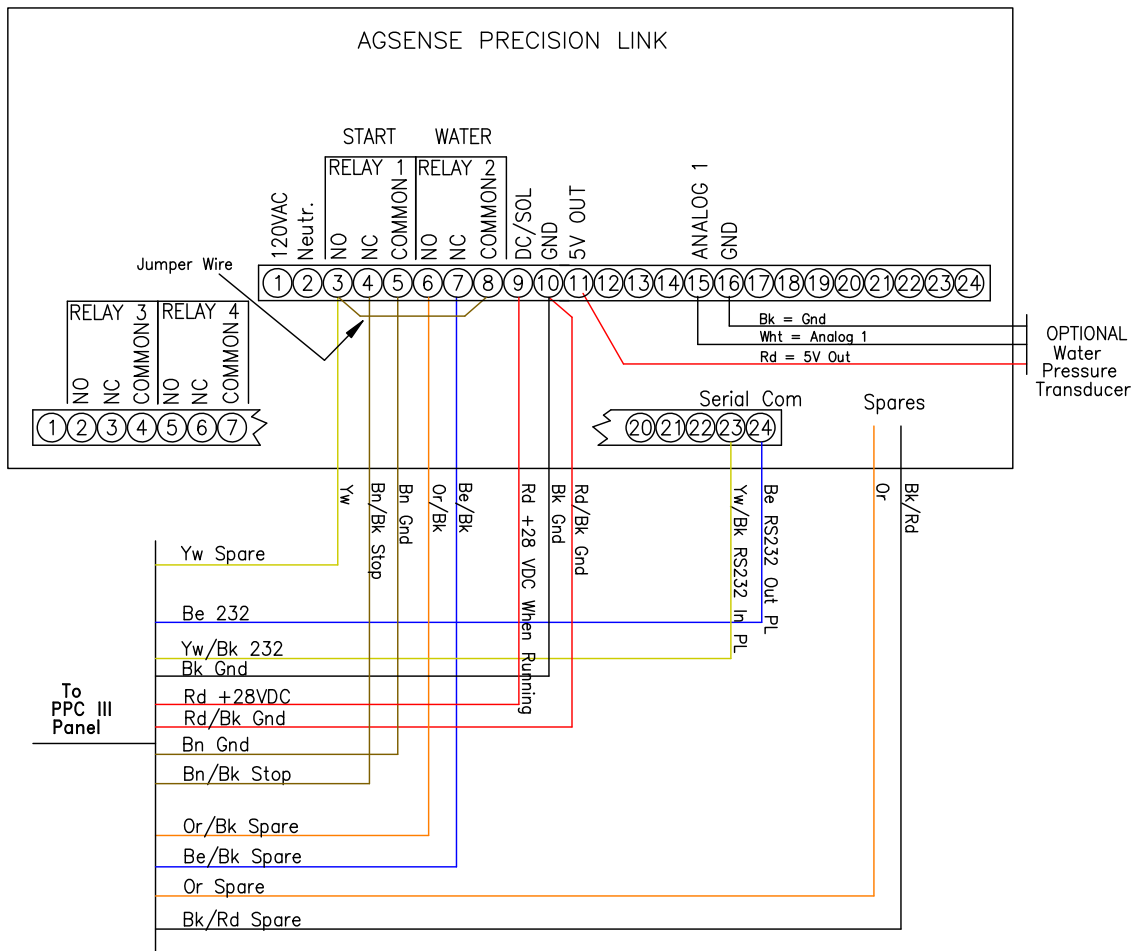 AGSENSE PRECISION LINK
START WATER
RELAY 1 RELAY 2
120VAC
Neutr.
NO
NC
COMMON
NO
NC
COMMON
DC/SOL
GND
5V OUT
ANALOG 1
GND
Jumper Wire
1 2 3 4 5 6 7 8 9 10 11 12 13 14 15 16 17 18 19 20 21 22 23 24
RELAY 3 RELAY 4
NO
NC
COMMON
NO
NC
COMMON
1 2 3 4 5 6 7
Bk = Gnd
Wht = Analog 1
Rd = 5V Out
OPTIONAL
Water
Pressure
Transducer
Serial Com
20 21 22 23 24
Spares
Yw
Bn/Bk Stop
Bn Gnd
Or/Bk
Be/Bk
Rd +28 VDC When Running
Bk Gnd
Rd/Bk Gnd
Yw/Bk RS232 In PL
Be RS232 Out PL
Or
Bk/Rd
Yw Spare
Be 232
Yw/Bk 232
Bk Gnd
Rd +28VDC
Rd/Bk Gnd
Bn Gnd
Bn/Bk Stop
Or/Bk Spare
Be/Bk Spare
Or Spare
Bk/Rd Spare
To
PPC III
Panel